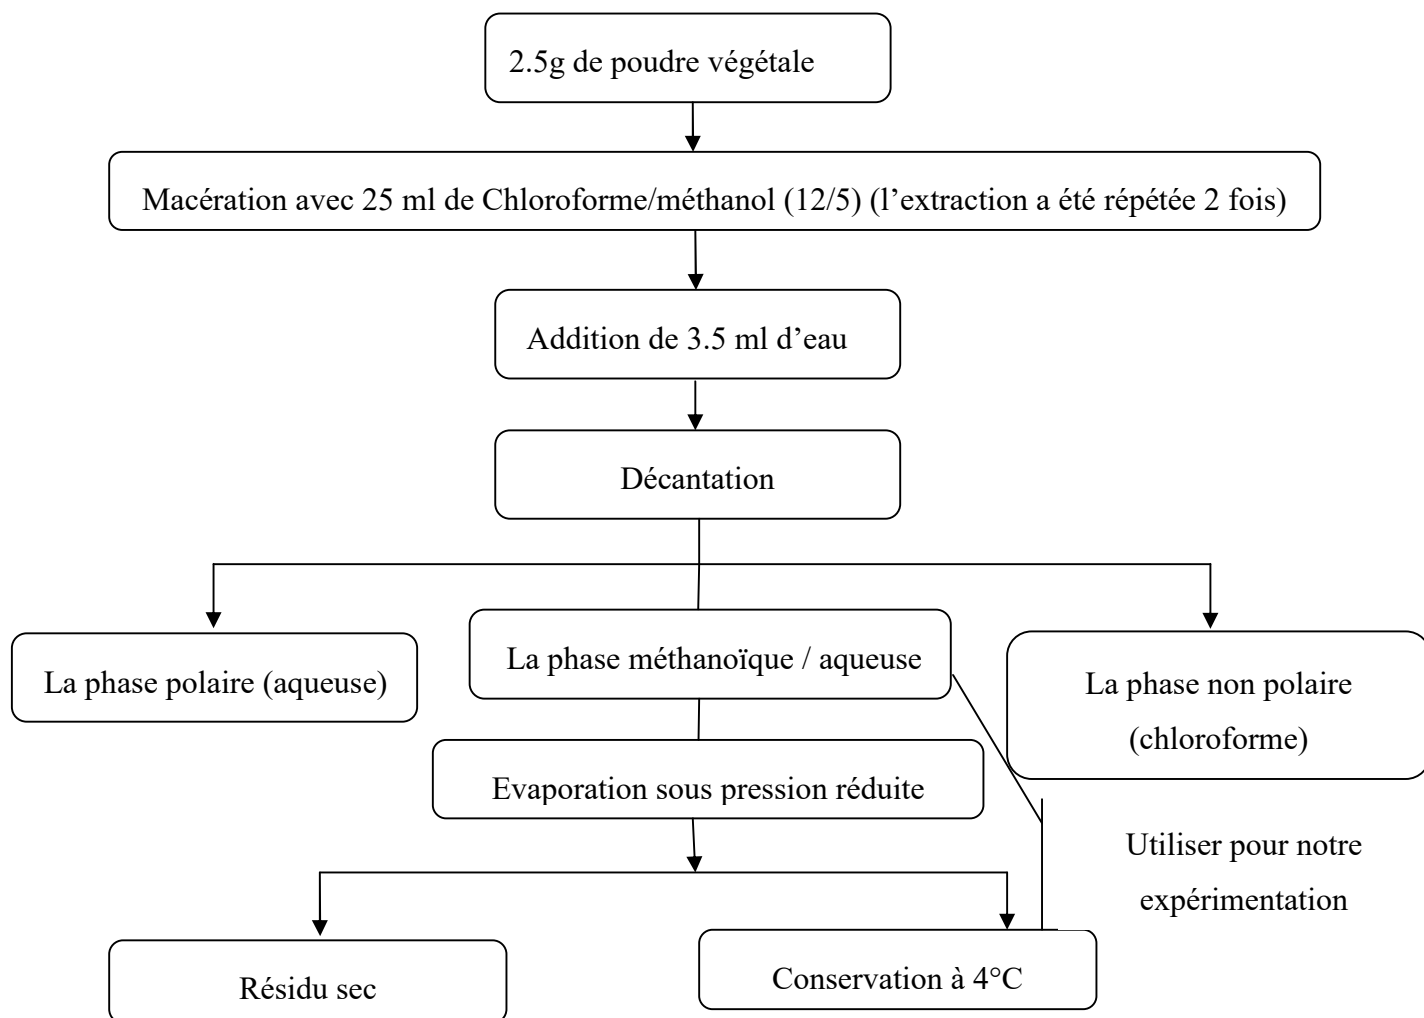 2.5g de poudre végétale
Macération avec 25 ml de Chloroforme/méthanol (12/5) (l’extraction a été répétée 2 fois)
Addition de 3.5 ml d’eau
Décantation
La phase polaire (aqueuse)
La phase méthanoïque / aqueuse
La phase non polaire
(chloroforme)
Evaporation sous pression réduite
Utiliser pour notre
expérimentation
Résidu sec
Conservation à 4°C